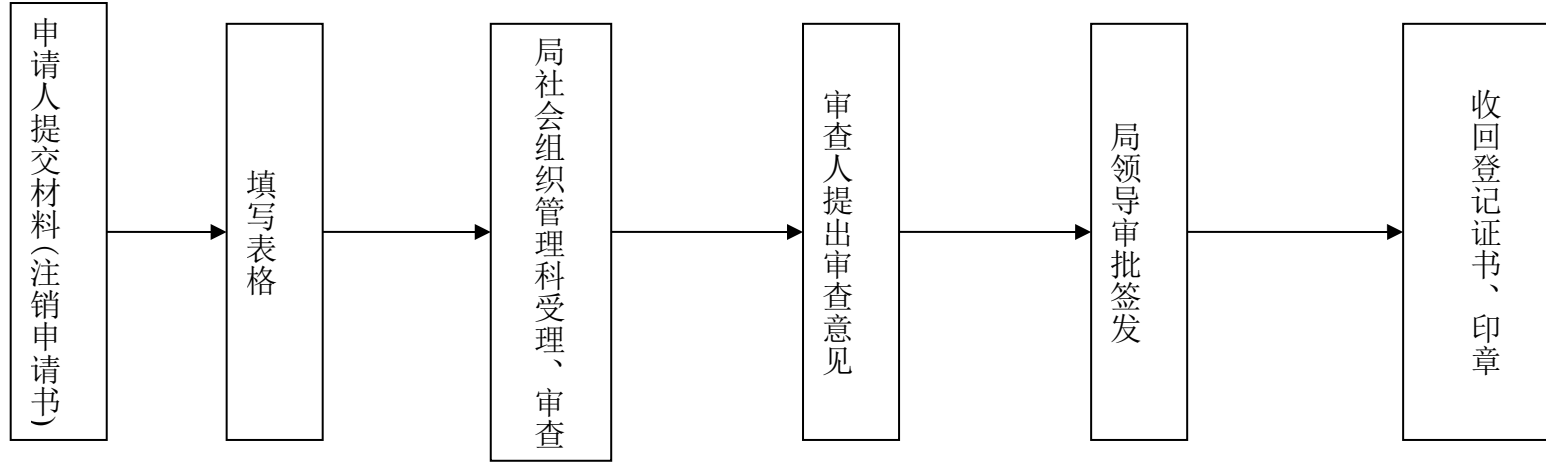 申请人提交材料(注销申请书)
填写表格
局社会组织管理科受理、审查
审查人提出审查意见
局领导审批签发
收回登记证书、印章